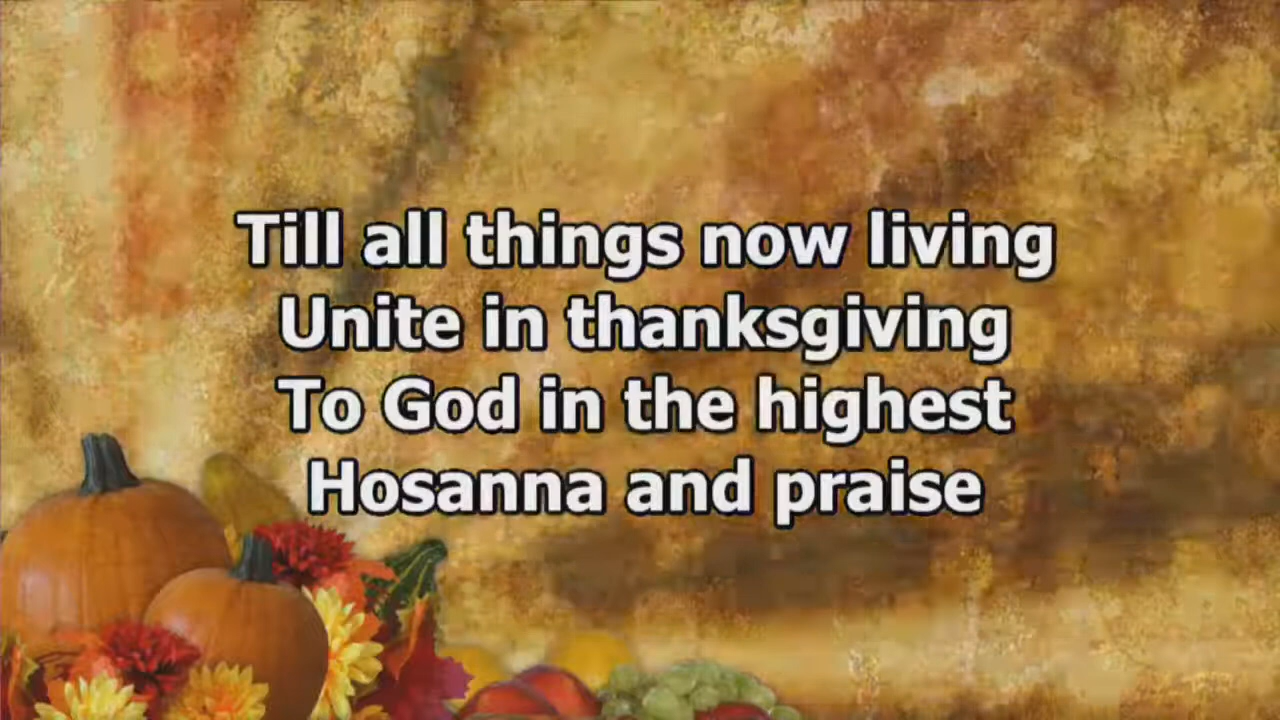 Till all things now living
Unite in thanksgiving
To God in the highest
Hosanna and praise